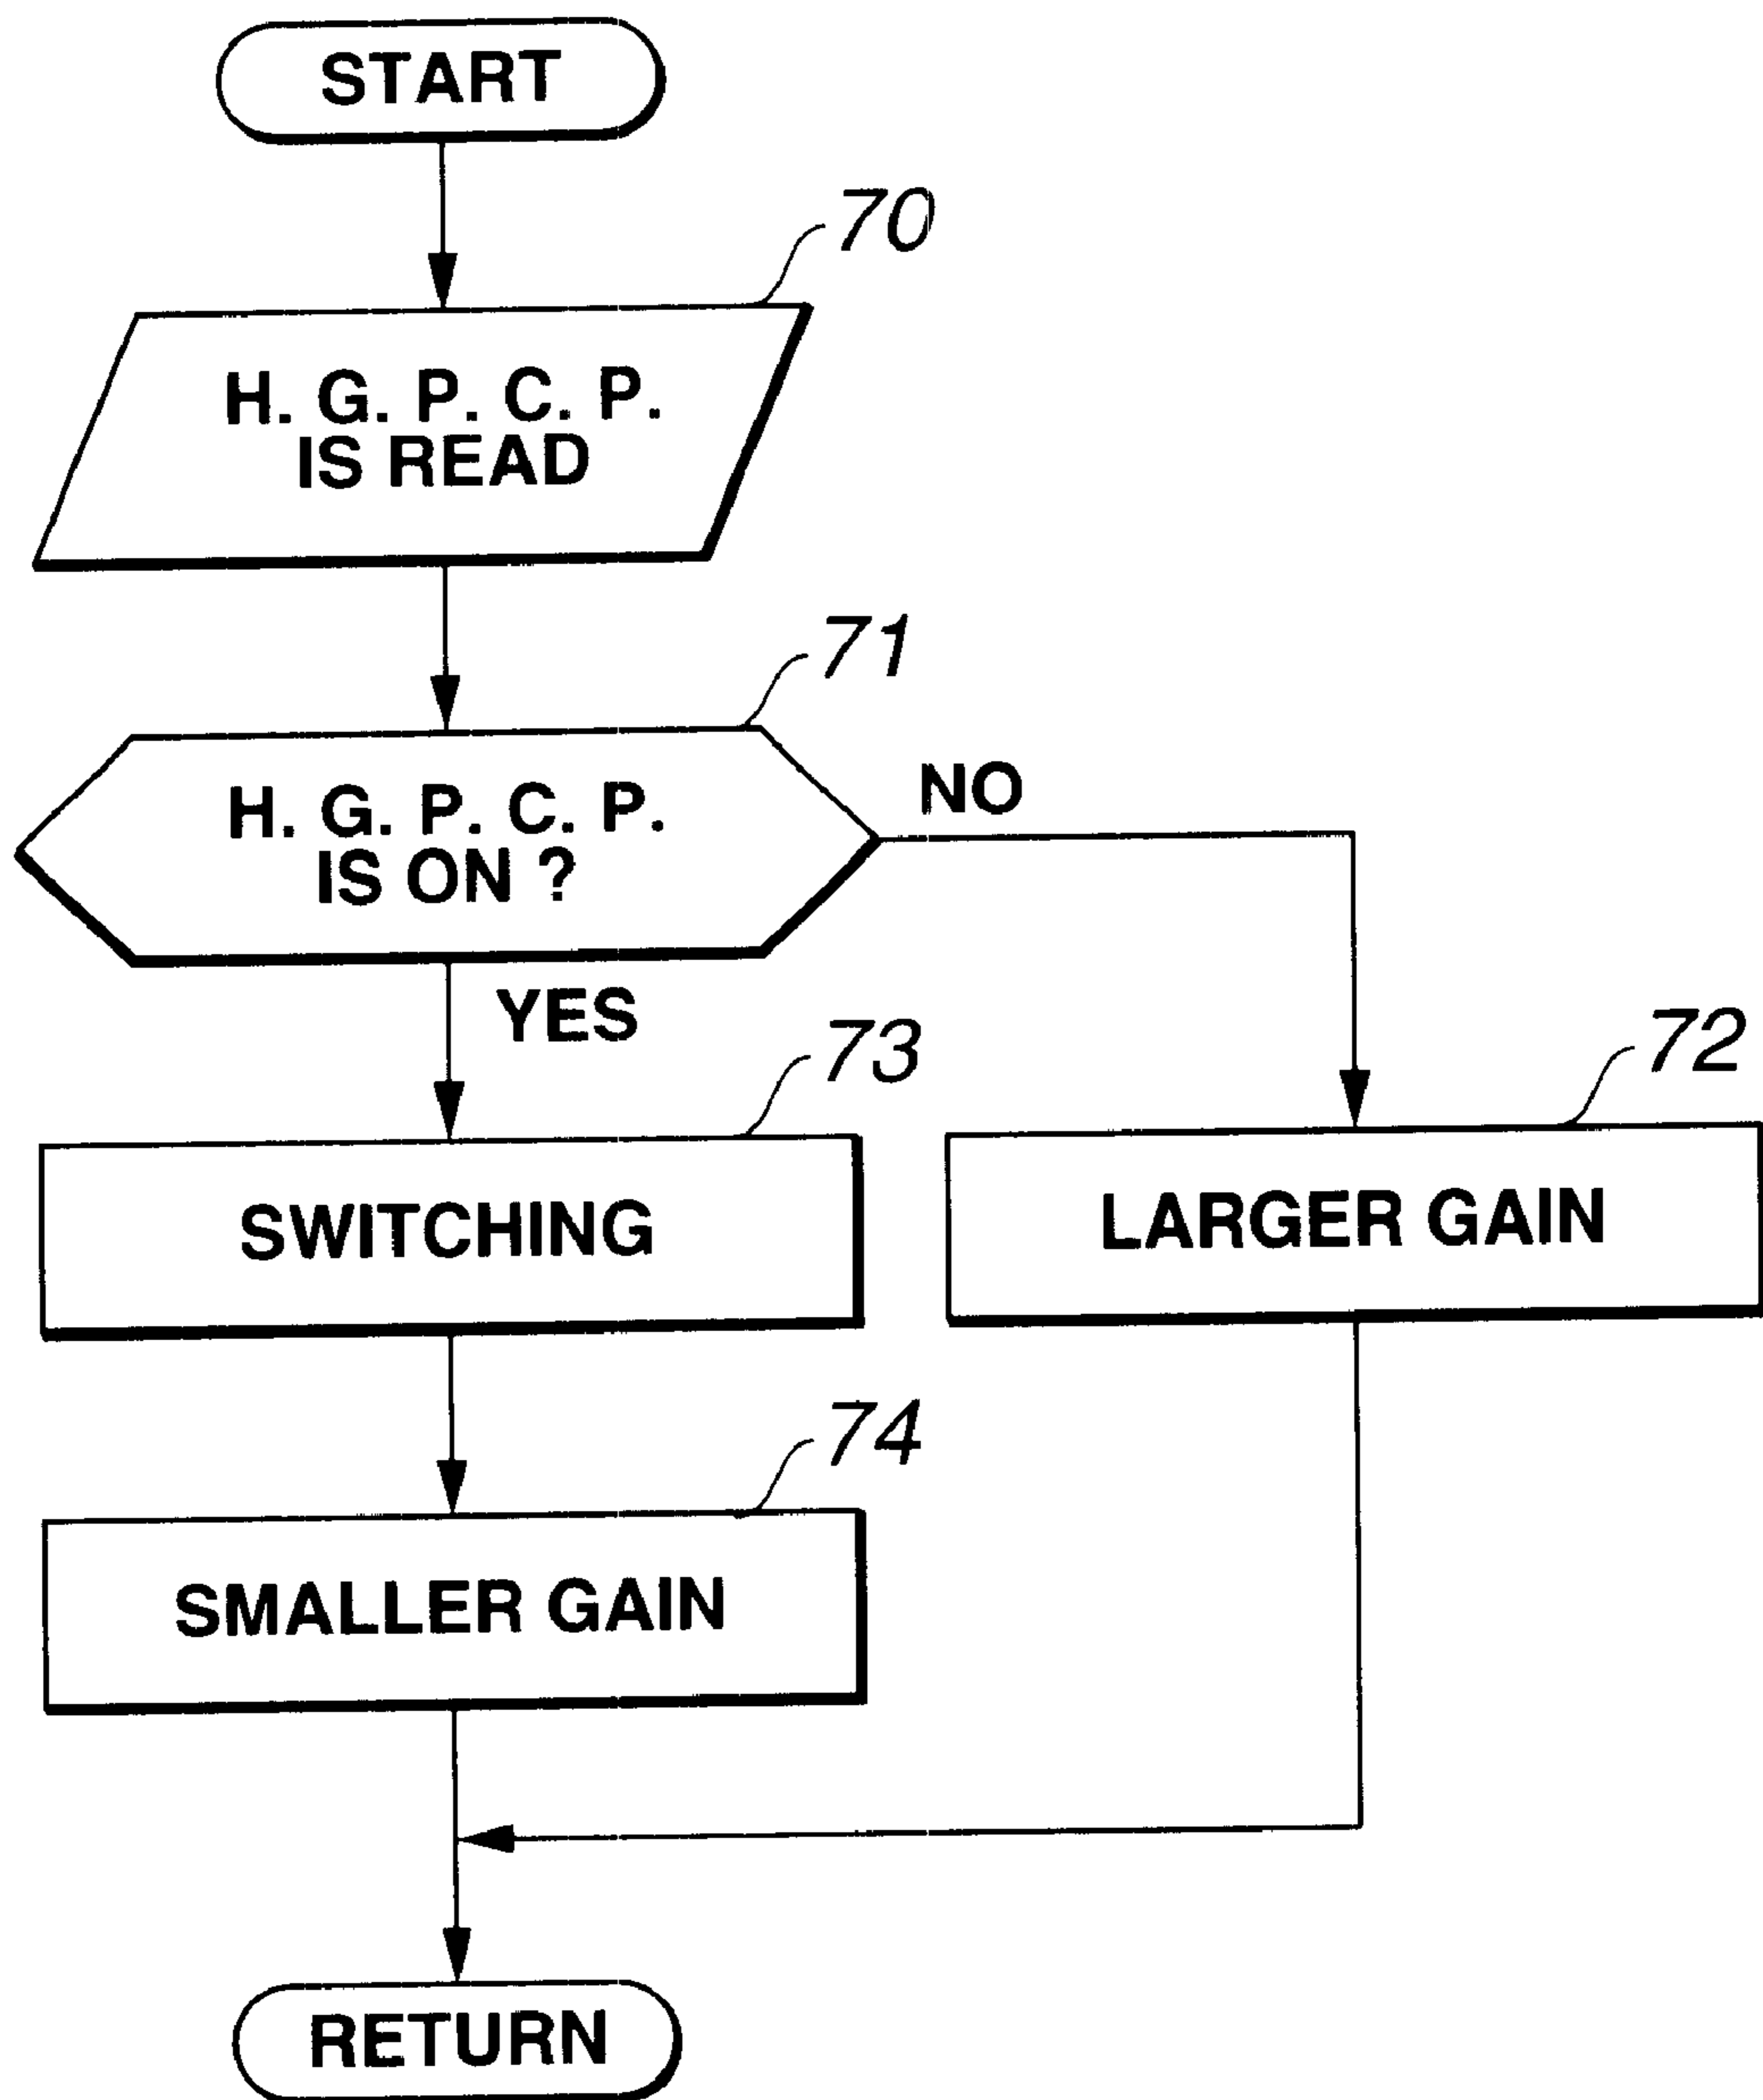 START
70
H. G. P. C. P.
IS READ
71
H. G. P. C. P.
IS ON ?
NO
YES
73
72
SWITCHING
LARGER GAIN
74
SMALLER GAIN
RETURN